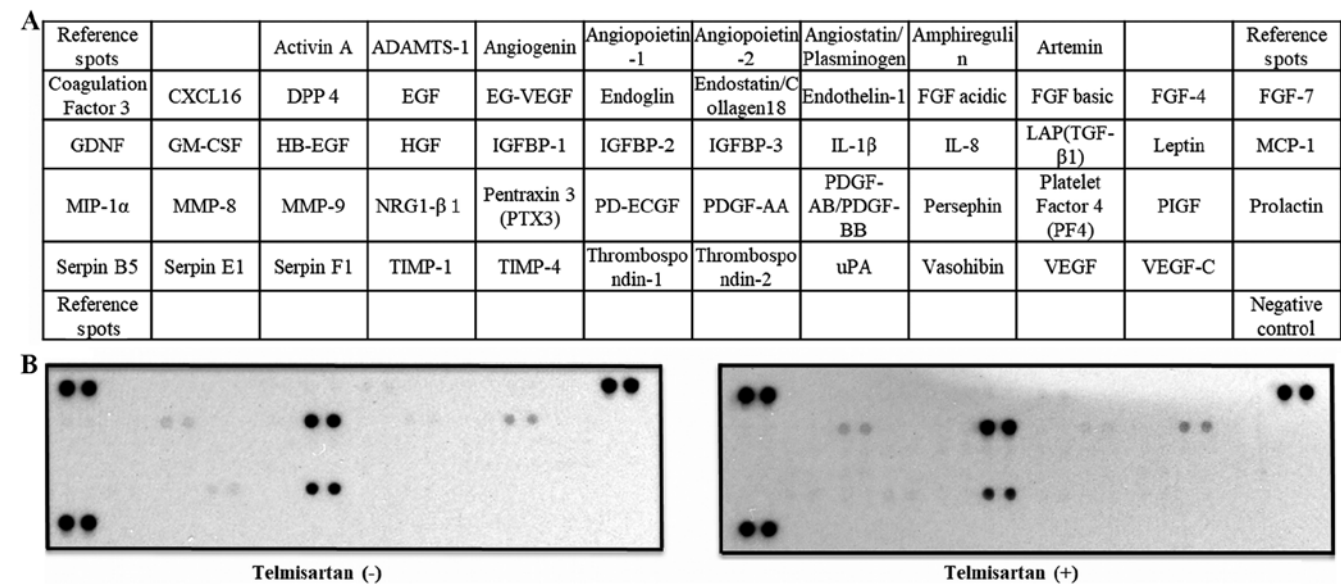 A
Reference spots | | Activin A | ADAMTS-1 | Angiogenin | Angiopoietin-1 | Angiopoietin-2 | Angiostatin/Plasminogen | Amphiregulin | Artemin | | Reference spots
Coagulation Factor 3 | CXCL16 | DPP 4 | EGF | EG-VEGF | Endoglin | Endostatin/Collagen18 | Endothelin-1 | FGF acidic | FGF basic | FGF-4 | FGF-7
GDNF | GM-CSF | HB-EGF | HGF | IGFBP-1 | IGFBP-2 | IGFBP-3 | IL-1β | IL-8 | LAP(TGF-β1) | Leptin | MCP-1
MIP-1α | MMP-8 | MMP-9 | NRG1-β 1 | Pentraxin 3 (PTX3) | PD-ECGF | PDGF-AA | PDGF-AB/PDGF-BB | Persephin | Platelet Factor 4 (PF4) | PIGF | Prolactin
Serpin B5 | Serpin E1 | Serpin F1 | TIMP-1 | TIMP-4 | Thrombospondin-1 | Thrombospondin-2 | uPA | Vasohibin | VEGF | VEGF-C |
Reference spots | | | | | | | | | | | Negative control
B
Telmisartan (-)
Telmisartan (+)